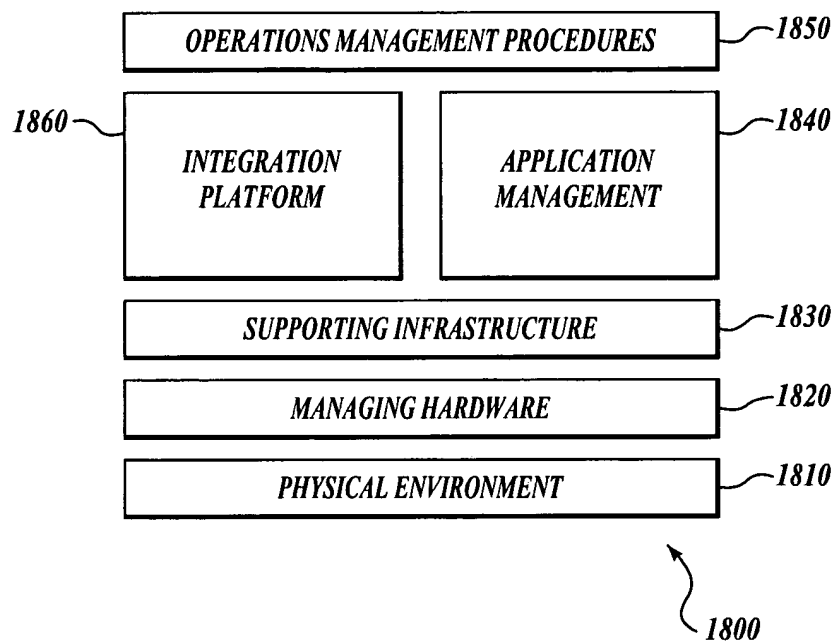 OPERATIONS MANAGEMENT PROCEDURES
1850
1860
INTEGRATION
PLATFORM
APPLICATION
MANAGEMENT
1840
SUPPORTING INFRASTRUCTURE
1830
MANAGING HARDWARE
1820
PHYSICAL ENVIRONMENT
1810
1800